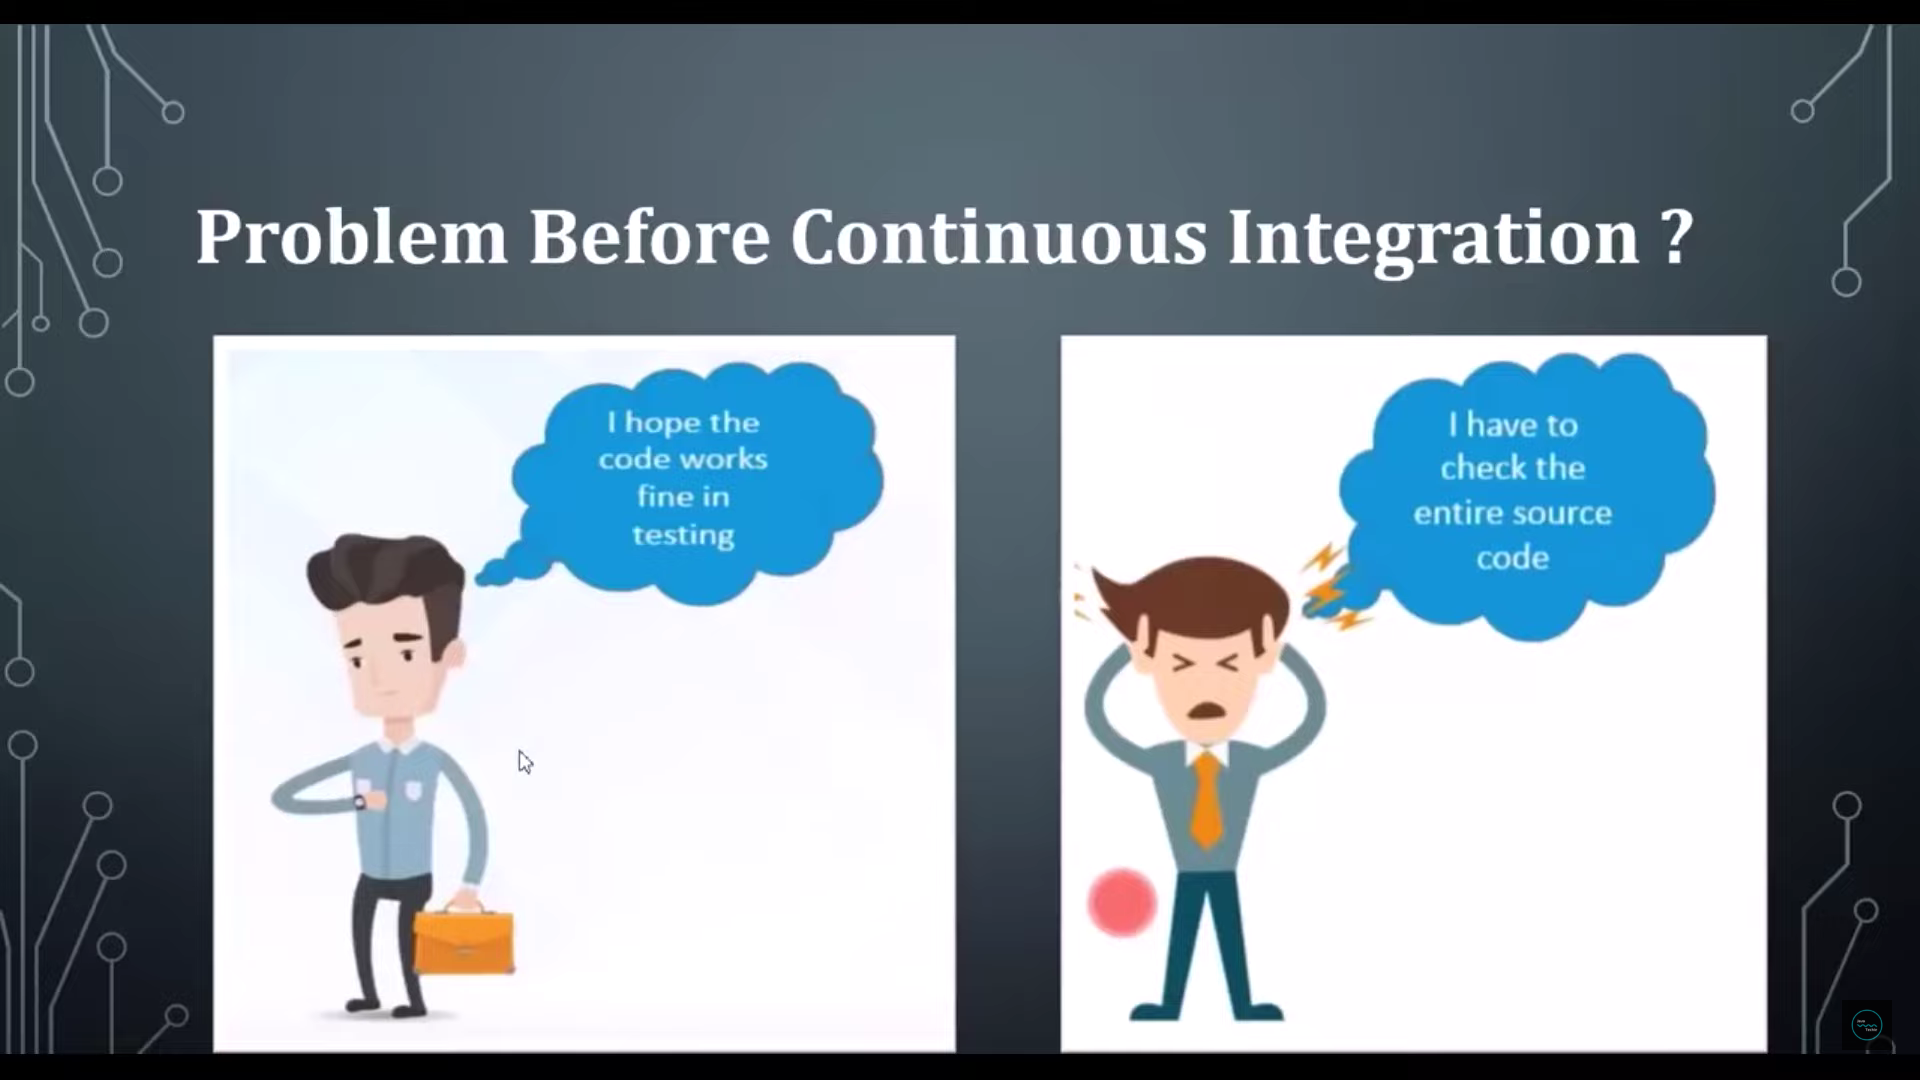 Problem Before Continuous Integration ?
I hope the
code works
fine in
testing
I have to
check the
entire source
code